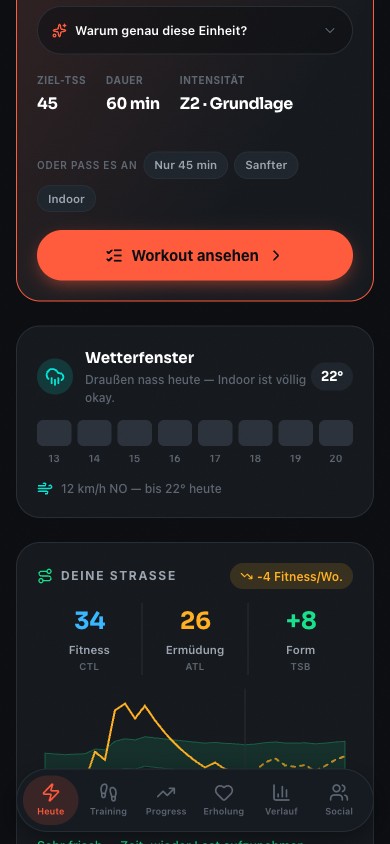 Warum genau diese Einheit?
ZIEL-TSS DAUER INTENSITÄT
45 60 min Z2 · Grundlage
ODER PASS ES AN Nur 45 min Sanfter
Indoor
Workout ansehen
Wetterfenster
Draußen nass heute — Indoor ist völlig okay.
22°
13 14 15 16 17 18 19 20
12 km/h NO — bis 22° heute
DEINE STRASSE -4 Fitness/Wo.
34 26 +8
Fitness Ermüdung Form
CTL ATL TSB
Heute Training Progress Erholung Verlauf Social